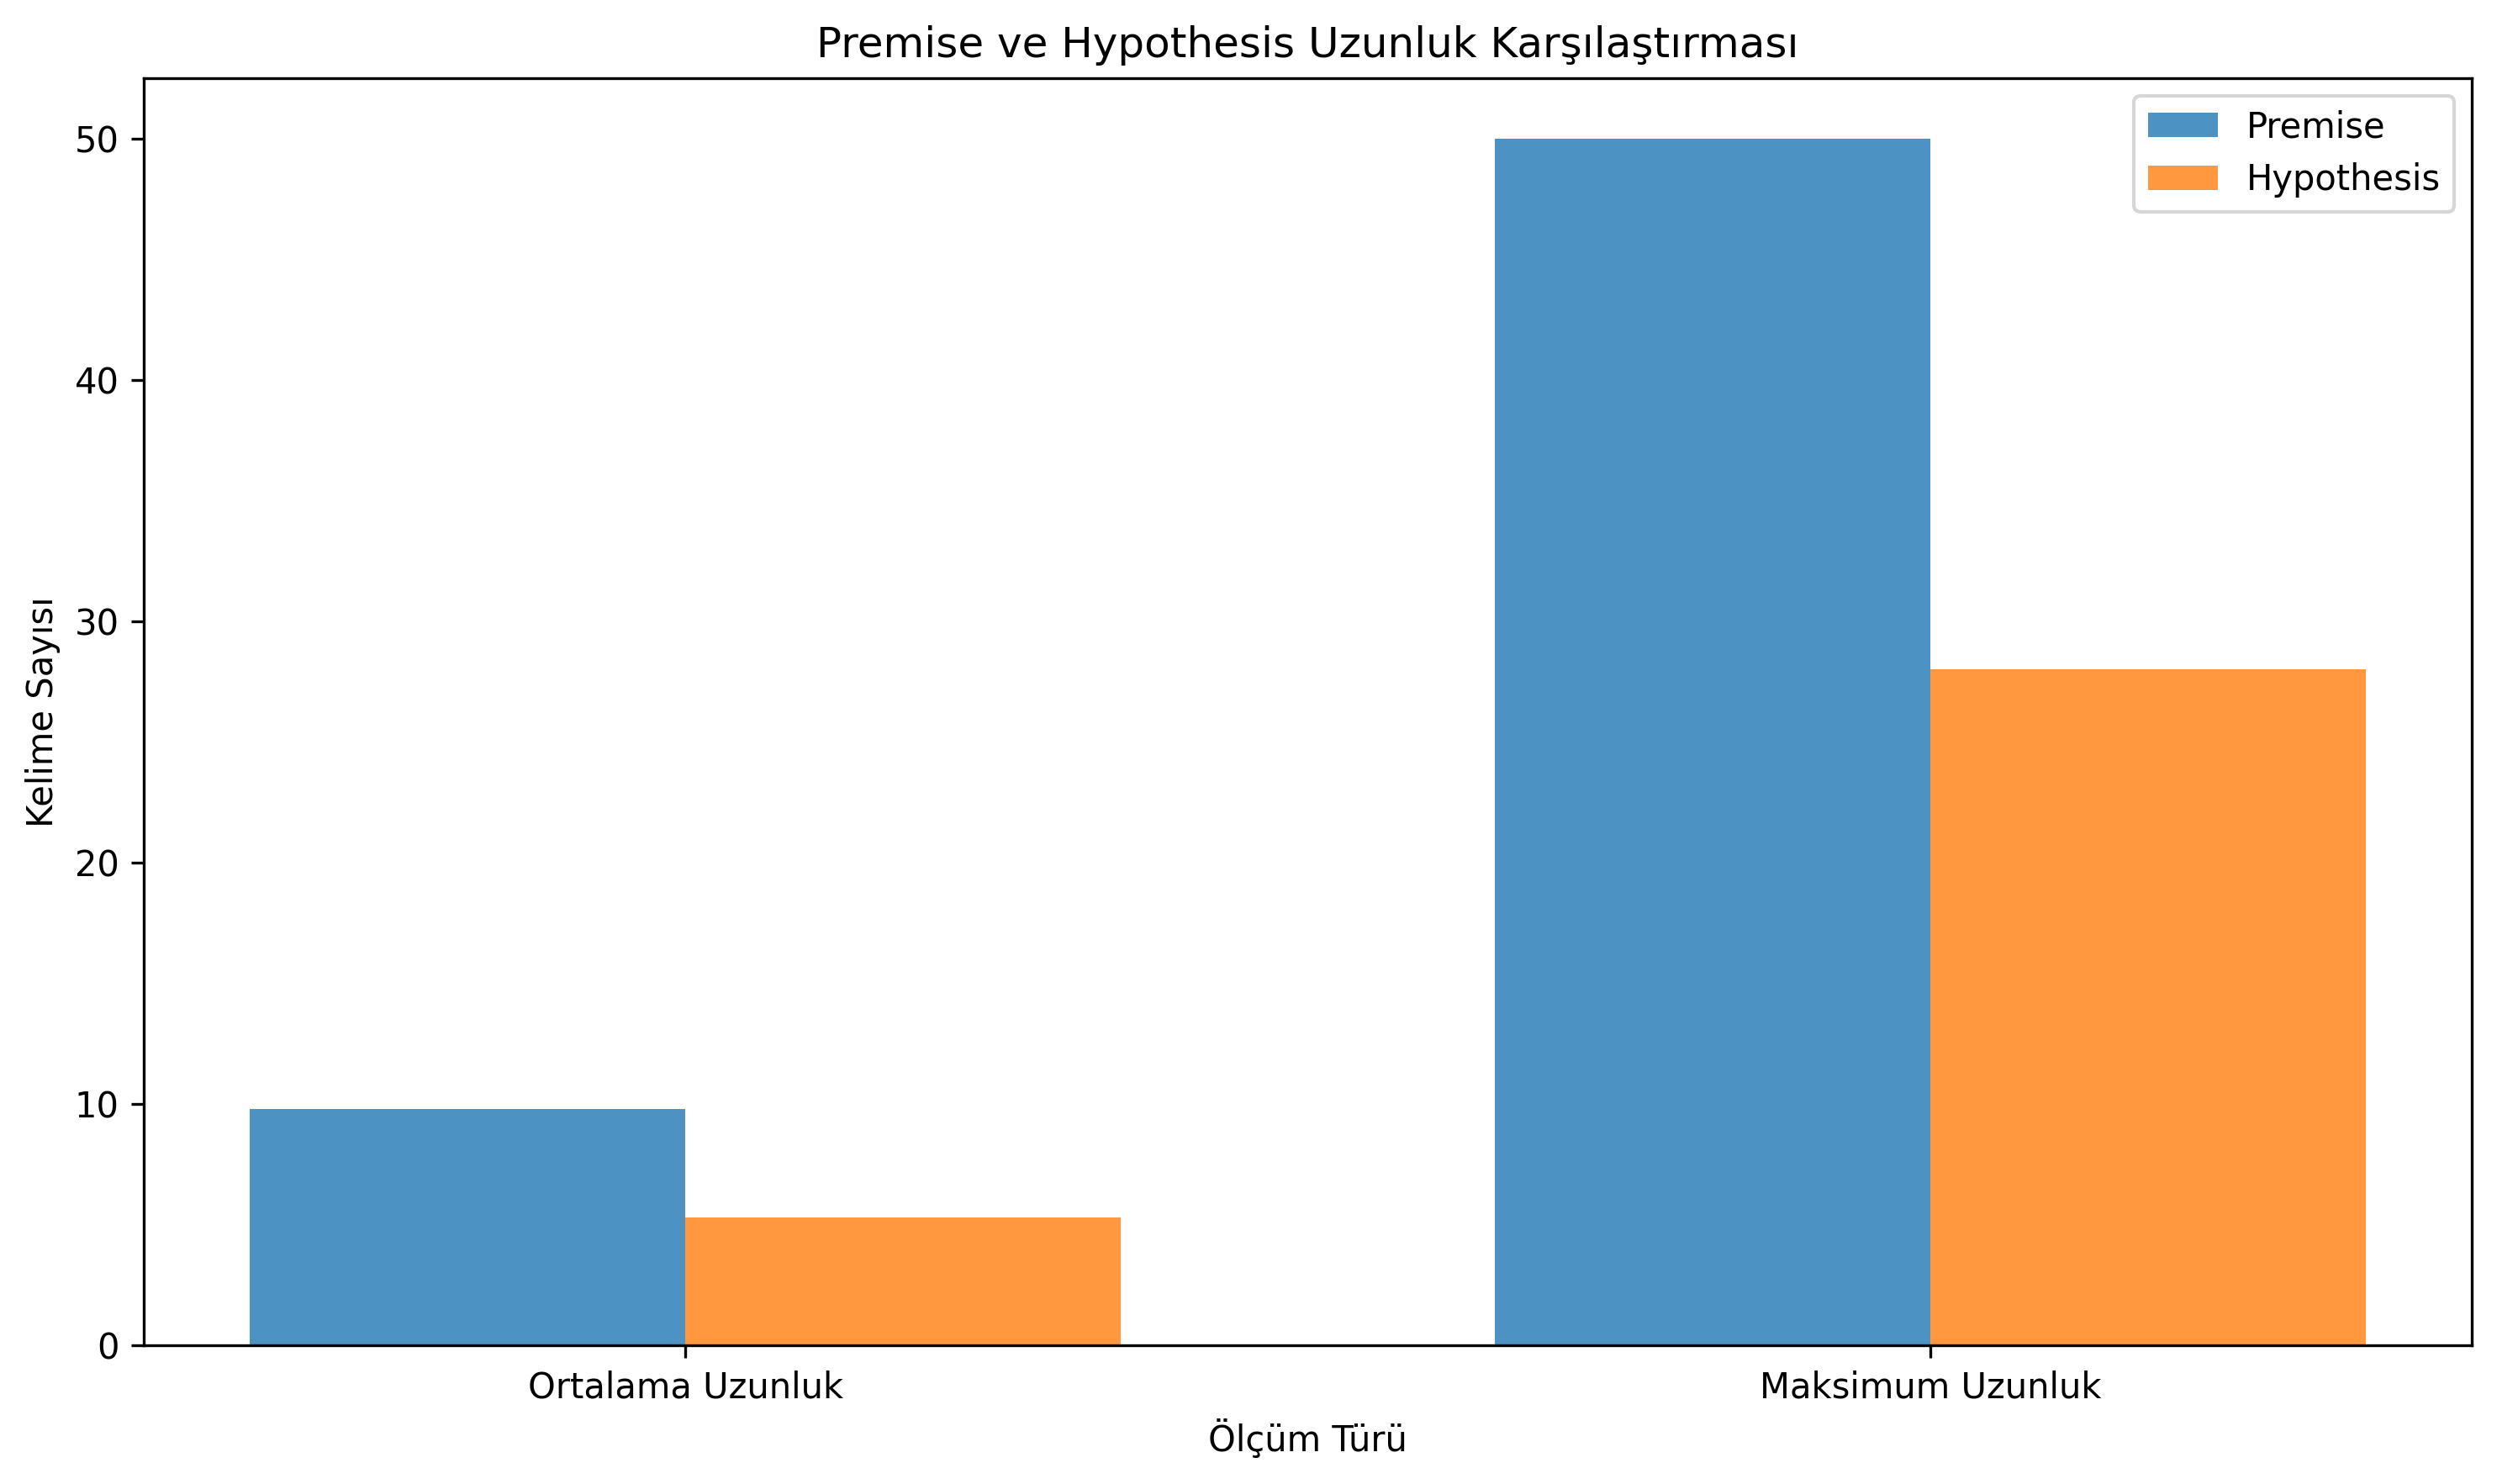 Premise ve Hypothesis Uzunluk Karşılaştırması
Premise
Hypothesis
Kelime Sayısı
50
40
30
20
10
0
Ortalama Uzunluk
Maksimum Uzunluk
Ölçüm Türü